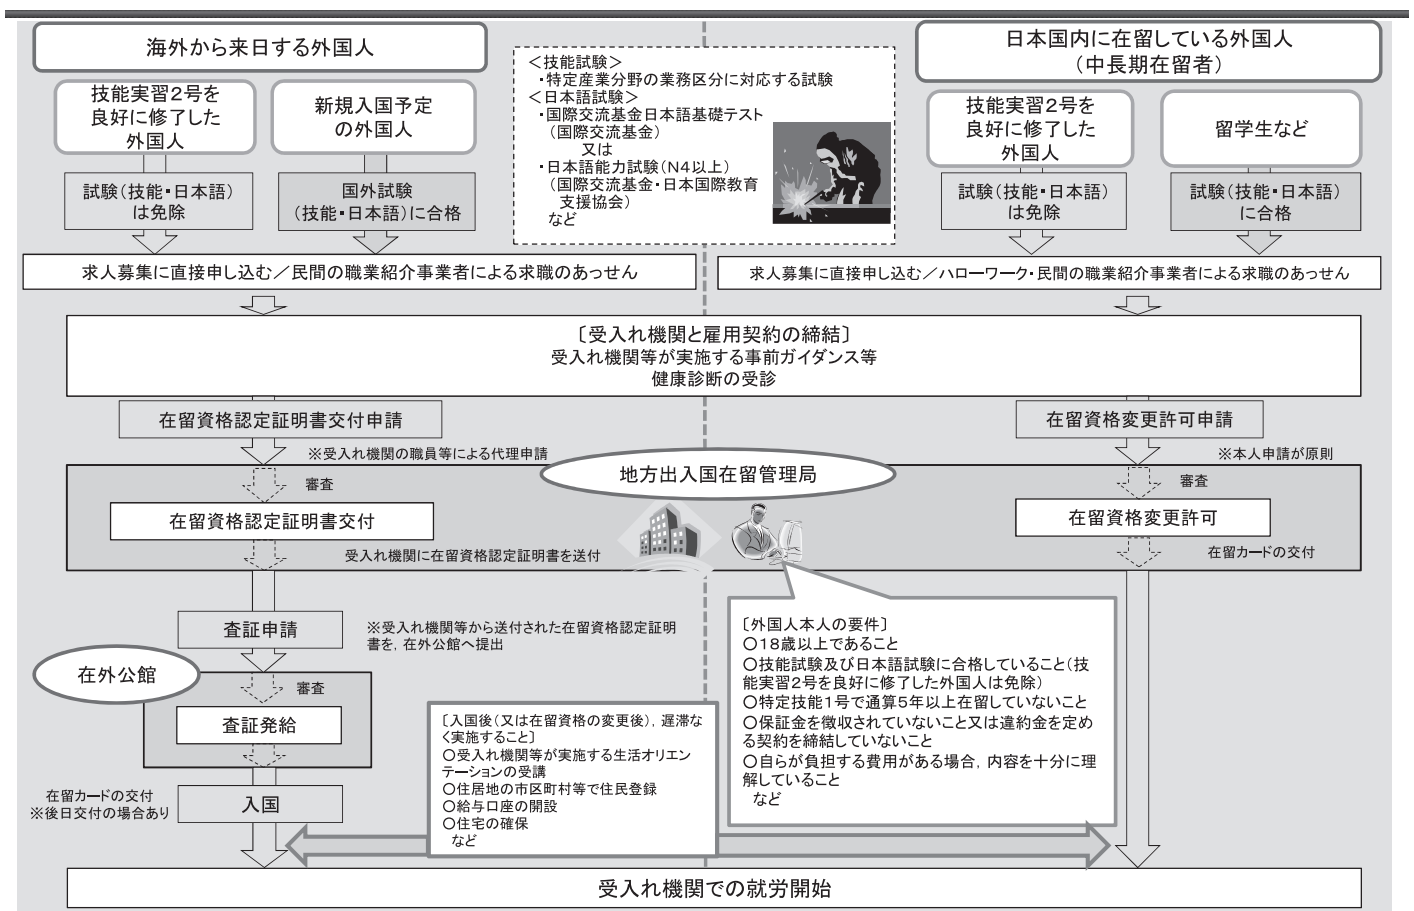 海外から来日する外国人
技能実習2号を
良好に修了した
外国人
新規入国予定
の外国人
試験(技能・日本語)
は免除
国外試験
(技能・日本語)に合格
<技能試験>
・特定産業分野の業務区分に対応する試験
<日本語試験>
・国際交流基金日本語基礎テスト
(国際交流基金)
又は
・日本語能力試験(N4以上)
(国際交流基金・日本国際教育
支援協会)
など
日本国内に在留している外国人
(中長期在留者)
技能実習2号を
良好に修了した
外国人
留学生など
試験(技能・日本語)
は免除
試験(技能・日本語)
に合格
求人募集に直接申し込む/民間の職業紹介事業者による求職のあっせん
求人募集に直接申し込む/ハローワーク・民間の職業紹介事業者による求職のあっせん
〔受入れ機関と雇用契約の締結〕
受入れ機関等が実施する事前ガイダンス等
健康診断の受診
在留資格認定証明書交付申請
※受入れ機関の職員等による代理申請
在留資格変更許可申請
※本人申請が原則
地方出入国在留管理局
審査
在留資格認定証明書交付
受入れ機関に在留資格認定証明書を送付
審査
在留資格変更許可
在留カードの交付
査証申請
※受入れ機関等から送付された在留資格認定証明
書を,在外公館へ提出
在外公館
審査
査証発給
在留カードの交付
※後日交付の場合あり
入国
〔入国後(又は在留資格の変更後),遅滞な
く実施すること〕
○受入れ機関等が実施する生活オリエン
テーションの受講
○住居地の市区町村等で住民登録
○給与口座の開設
○住宅の確保
など
〔外国人本人の要件〕
○18歳以上であること
○技能試験及び日本語試験に合格していること(技
能実習2号を良好に修了した外国人は免除)
○特定技能1号で通算5年以上在留していないこと
○保証金を徴収されていないこと又は違約金を定め
る契約を締結していないこと
○自らが負担する費用がある場合,内容を十分に理
解していること
など
受入れ機関での就労開始